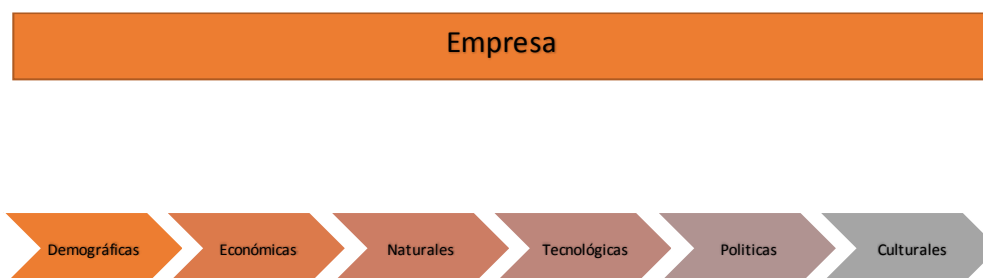 Empresa
Demográficas
Económicas
Naturales
Tecnológicas
Politicas
Culturales